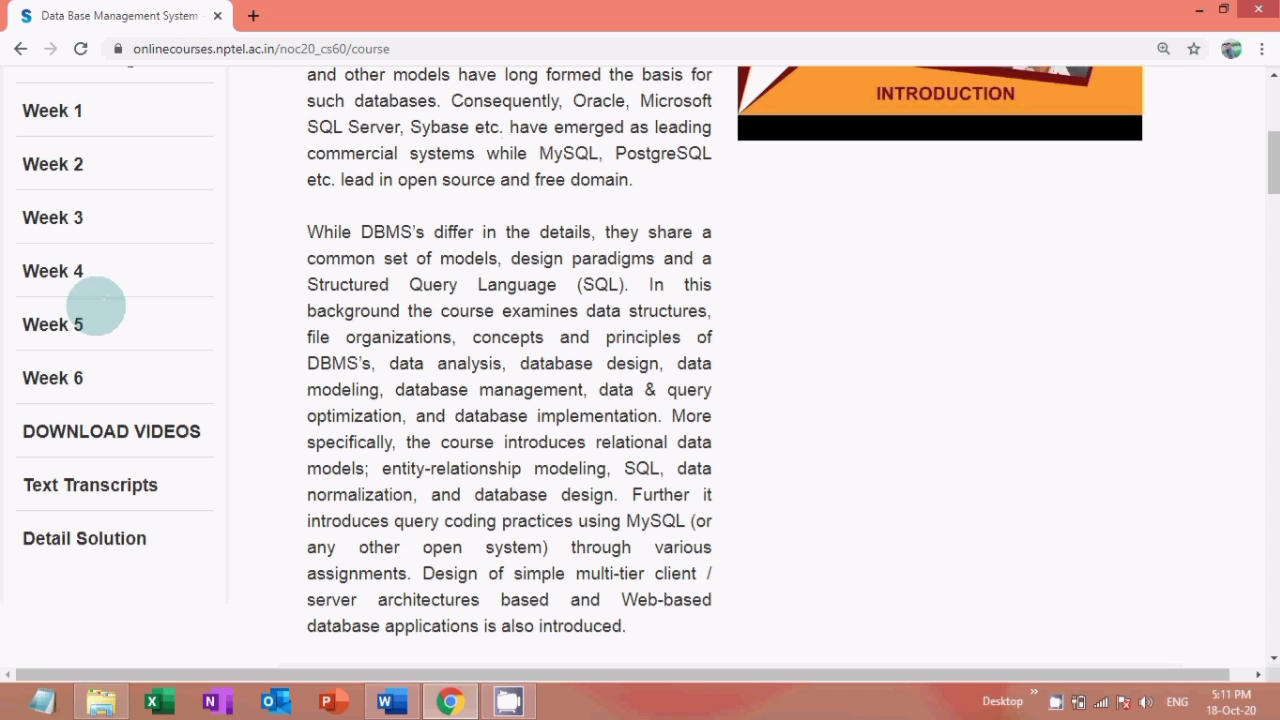 Data Base Management System
onlinecourses.nptel.ac.in/noc20_cs60/course
Week 1
Week 2
Week 3
Week 4
Week 5
Week 6
DOWNLOAD VIDEOS
Text Transcripts
Detail Solution
and other models have long formed the basis for
such databases. Consequently, Oracle, Microsoft
SQL Server, Sybase etc. have emerged as leading
commercial systems while MySQL, PostgreSQL
etc. lead in open source and free domain.
While DBMS's differ in the details, they share a
common set of models, design paradigms and a
Structured Query Language (SQL). In this
background the course examines data structures,
file organizations, concepts and principles of
DBMS's, data analysis, database design, data
modeling, database management, data & query
optimization, and database implementation. More
specifically, the course introduces relational data
models; entity-relationship modeling, SQL, data
normalization, and database design. Further it
introduces query coding practices using MySQL (or
any other open system) through various
assignments. Design of simple multi-tier client /
server architectures based and Web-based
database applications is also introduced.
INTRODUCTION
Desktop
ENG
5:11 PM
18-Oct-20